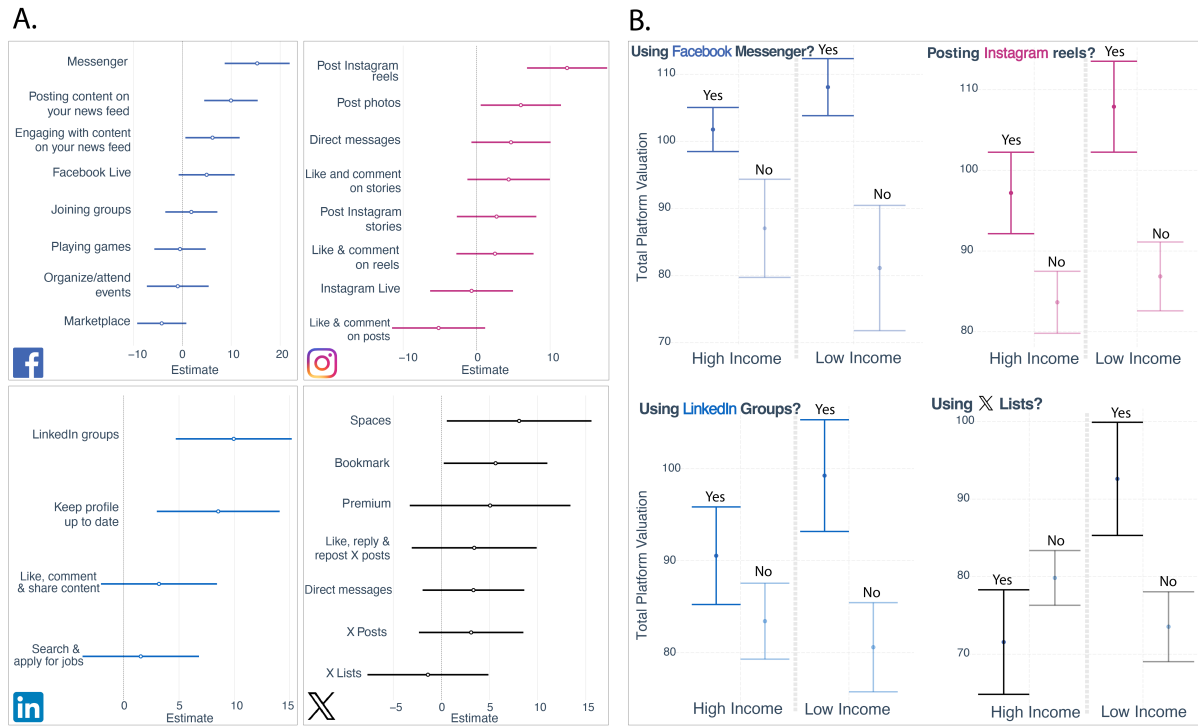 A.
Messenger
Posting content on
your news feed
Engaging with content
on your news feed
Facebook Live
Joining groups
Playing games
Organize/attend
events
Marketplace
−10 0 10 20
Estimate
f
Post Instagram
reels
Post photos
Direct messages
Like and comment
on stories
Post Instagram
stories
Like & comment
on reels
Instagram Live
Like & comment
on posts
−10 0 10
Estimate
LinkedIn groups
Keep profile
up to date
Like, comment
& share content
Search &
apply for jobs
0 5 10 15
Estimate
in
Spaces
Bookmark
Premium
Like, reply &
repost X posts
Direct messages
X Posts
X Lists
−5 0 5 10 15
Estimate
X
B.
Using Facebook Messenger?
Total Platform Valuation
110
100
90
80
70
Yes
No
Yes
No
High Income
Low Income
Posting Instagram reels?
110
100
90
80
Yes
No
Yes
No
High Income
Low Income
Using LinkedIn Groups?
Total Platform Valuation
100
90
80
Yes
No
Yes
No
High Income
Low Income
Using X Lists?
100
90
80
70
Yes
No
Yes
No
High Income
Low Income